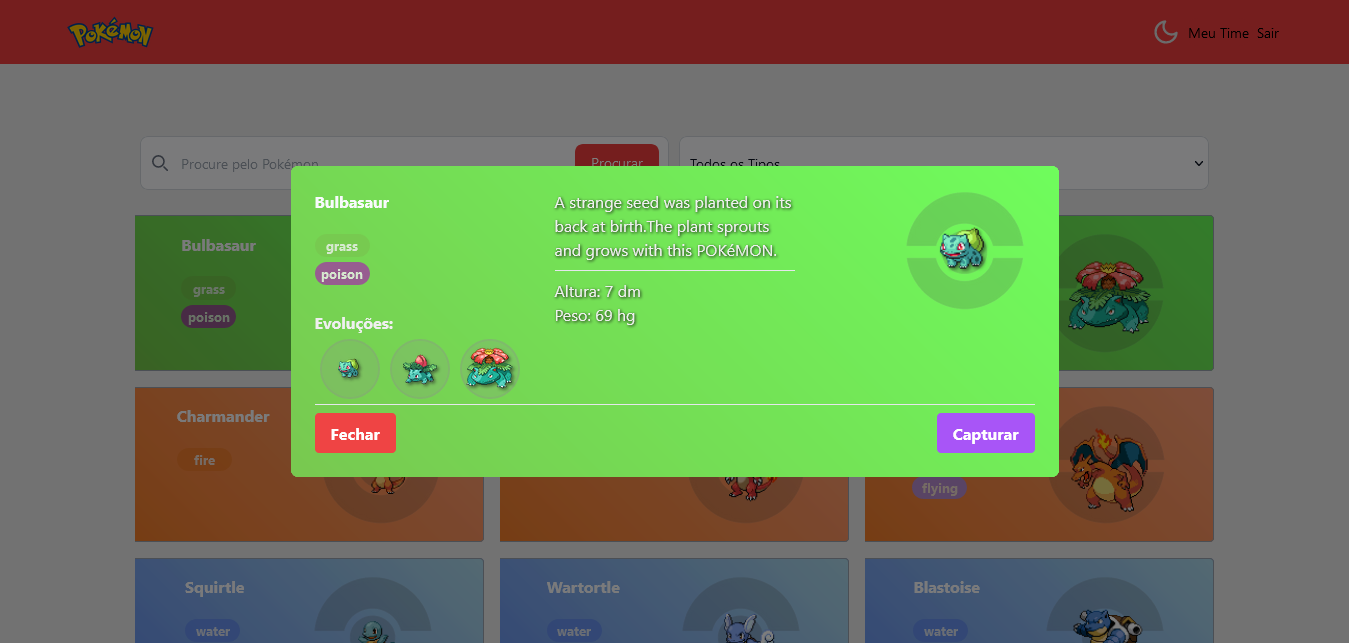 Pokémon
Meu Time Sair
Procure pelo Pokémon
Procurar
Todos os Tipos
Bulbasaur
grass
poison
Evoluções:
A strange seed was planted on its
back at birth.The plant sprouts
and grows with this POKéMON.
Altura: 7 dm
Peso: 69 hg
Fechar
Capturar
Bulbasaur
grass
poison
Charmander
fire
flying
Squirtle
water
Wartortle
water
Blastoise
water